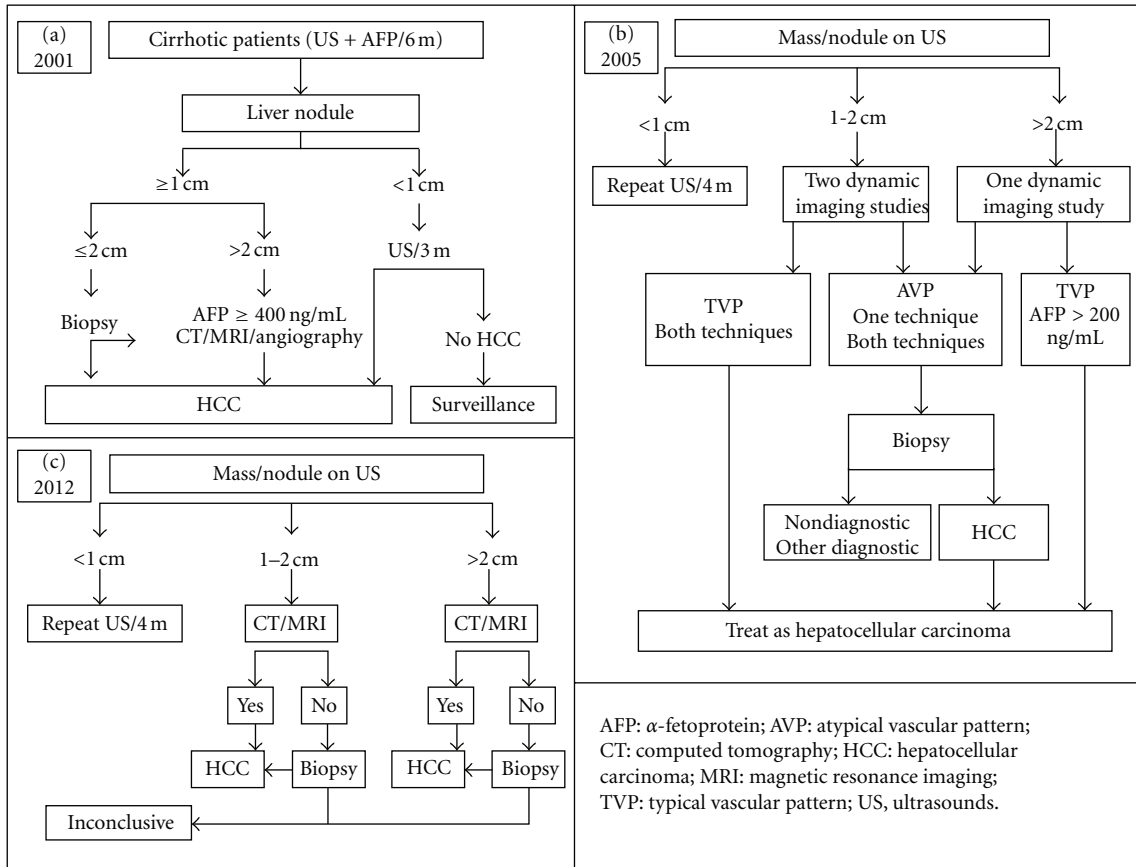 (a)
2001
Cirrhotic patients (US + AFP/6 m)
Liver nodule
≥1 cm
<1 cm
≤2 cm
>2 cm
US/3 m
Biopsy
AFP ≥ 400 ng/mL
CT/MRI/angiography
No HCC
HCC
Surveillance
(b)
2005
Mass/nodule on US
<1 cm
1-2 cm
>2 cm
Repeat US/4 m
Two dynamic
imaging studies
One dynamic
imaging study
TVP
Both techniques
AVP
One technique
Both techniques
TVP
AFP > 200
ng/mL
Biopsy
Nondiagnostic
Other diagnostic
HCC
Treat as hepatocellular carcinoma
(c)
2012
Mass/nodule on US
<1 cm
1–2 cm
>2 cm
Repeat US/4 m
CT/MRI
CT/MRI
Yes
No
Yes
No
HCC
Biopsy
HCC
Biopsy
Inconclusive
AFP: α-fetoprotein; AVP: atypical vascular pattern;
CT: computed tomography; HCC: hepatocellular
carcinoma; MRI: magnetic resonance imaging;
TVP: typical vascular pattern; US, ultrasounds.